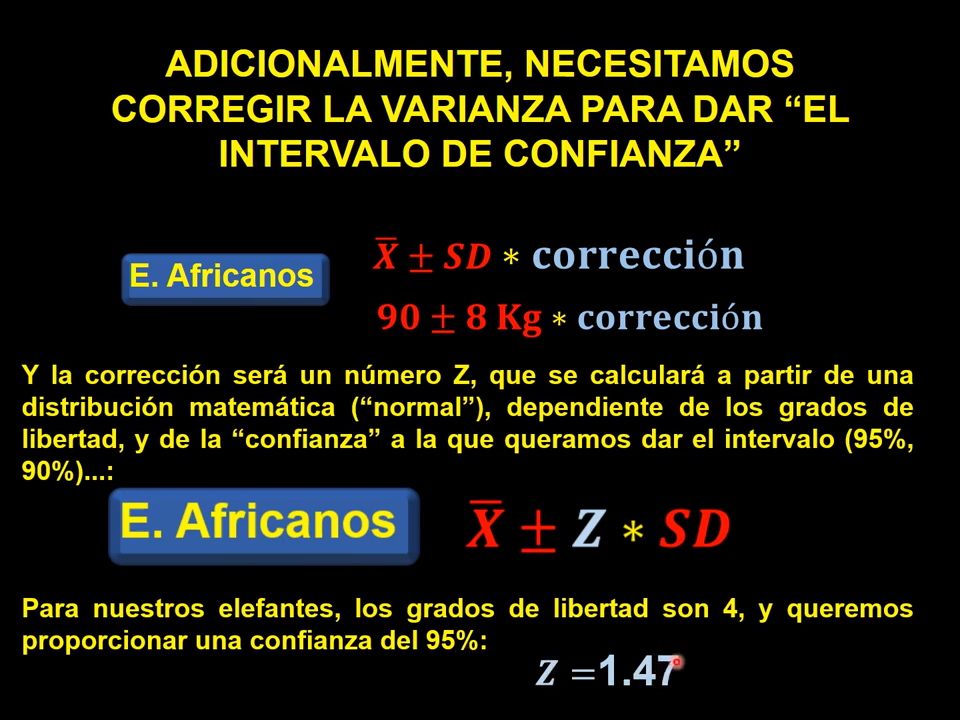 ADICIONALMENTE, NECESITAMOS
CORREGIR LA VARIANZA PARA DAR “EL
INTERVALO DE CONFIANZA”
E. Africanos
X̅ ± SD ∗ corrección
90 ± 8 Kg ∗ corrección
Y la corrección será un número Z, que se calculará a partir de una
distribución matemática (“normal”), dependiente de los grados de
libertad, y de la “confianza” a la que queramos dar el intervalo (95%,
90%)...:
E. Africanos
X̅ ± Z ∗ SD
Para nuestros elefantes, los grados de libertad son 4, y queremos
proporcionar una confianza del 95%:
Z =1.47